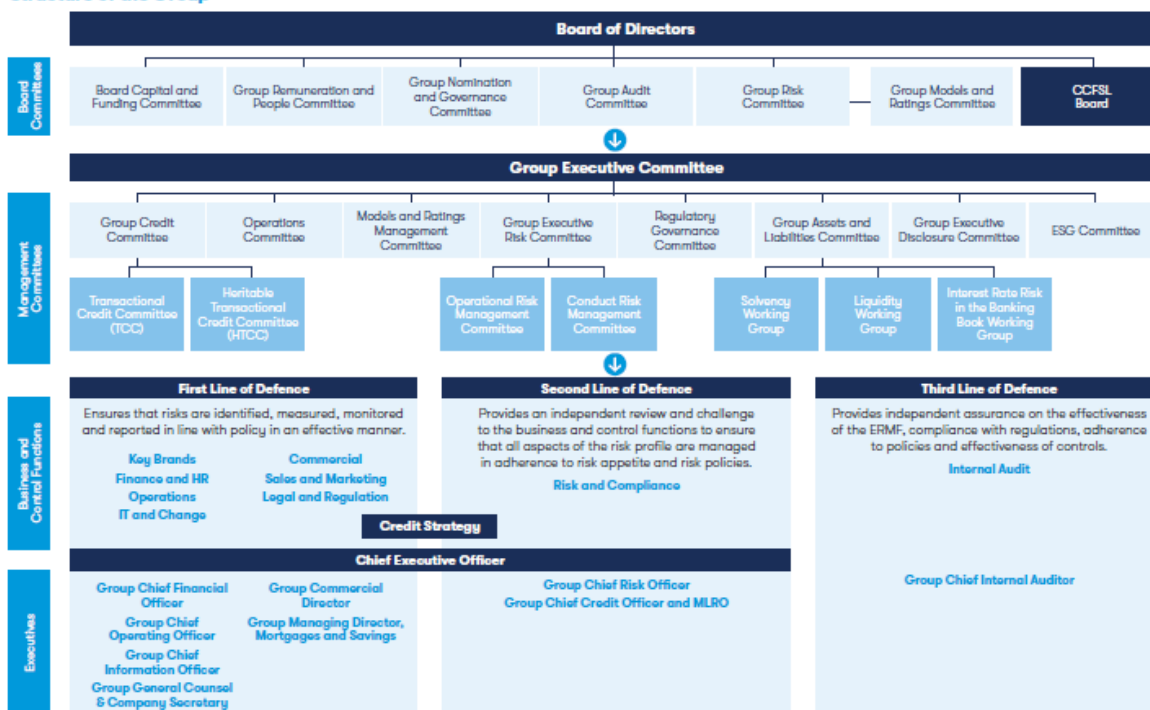 Structure of the Group
Board of Directors
Board
Committees
Board Capital and
Funding Committee
Group Remuneration and
People Committee
Group Nomination
and Governance
Committee
Group Audit
Committee
Group Risk
Committee
Group Models and
Ratings Committee
CCFSL
Board
Group Executive Committee
Management
Committees
Group Credit
Committee
Operations
Committee
Models and Ratings
Management
Committee
Group Executive
Risk Committee
Regulatory
Governance
Committee
Group Assets and
Liabilities Committee
Group Executive
Disclosure Committee
ESG Committee
Transactional
Credit Committee
(TCC)
Heritable
Transactional
Credit Committee
(HTCC)
Operational Risk
Management
Committee
Conduct Risk
Management
Committee
Solvency
Working
Group
Liquidity
Working
Group
Interest Rate Risk
in the Banking
Book Working
Group
Business and
Control Functions
First Line of Defence
Ensures that risks are identified, measured, monitored
and reported in line with policy in an effective manner.
Key Brands
Finance and HR
Operations
IT and Change
Commercial
Sales and Marketing
Legal and Regulation
Second Line of Defence
Provides an independent review and challenge
to the business and control functions to ensure
that all aspects of the risk profile are managed
in adherence to risk appetite and risk policies.
Risk and Compliance
Third Line of Defence
Provides independent assurance on the effectiveness
of the ERMF, compliance with regulations, adherence
to policies and effectiveness of controls.
Internal Audit
Credit Strategy
Executives
Chief Executive Officer
Group Chief Financial
Officer
Group Chief
Operating Officer
Group Chief
Information Officer
Group General Counsel
& Company Secretary
Group Commercial
Director
Group Managing Director,
Mortgages and Savings
Group Chief Risk Officer
Group Chief Credit Officer and MLRO
Group Chief Internal Auditor